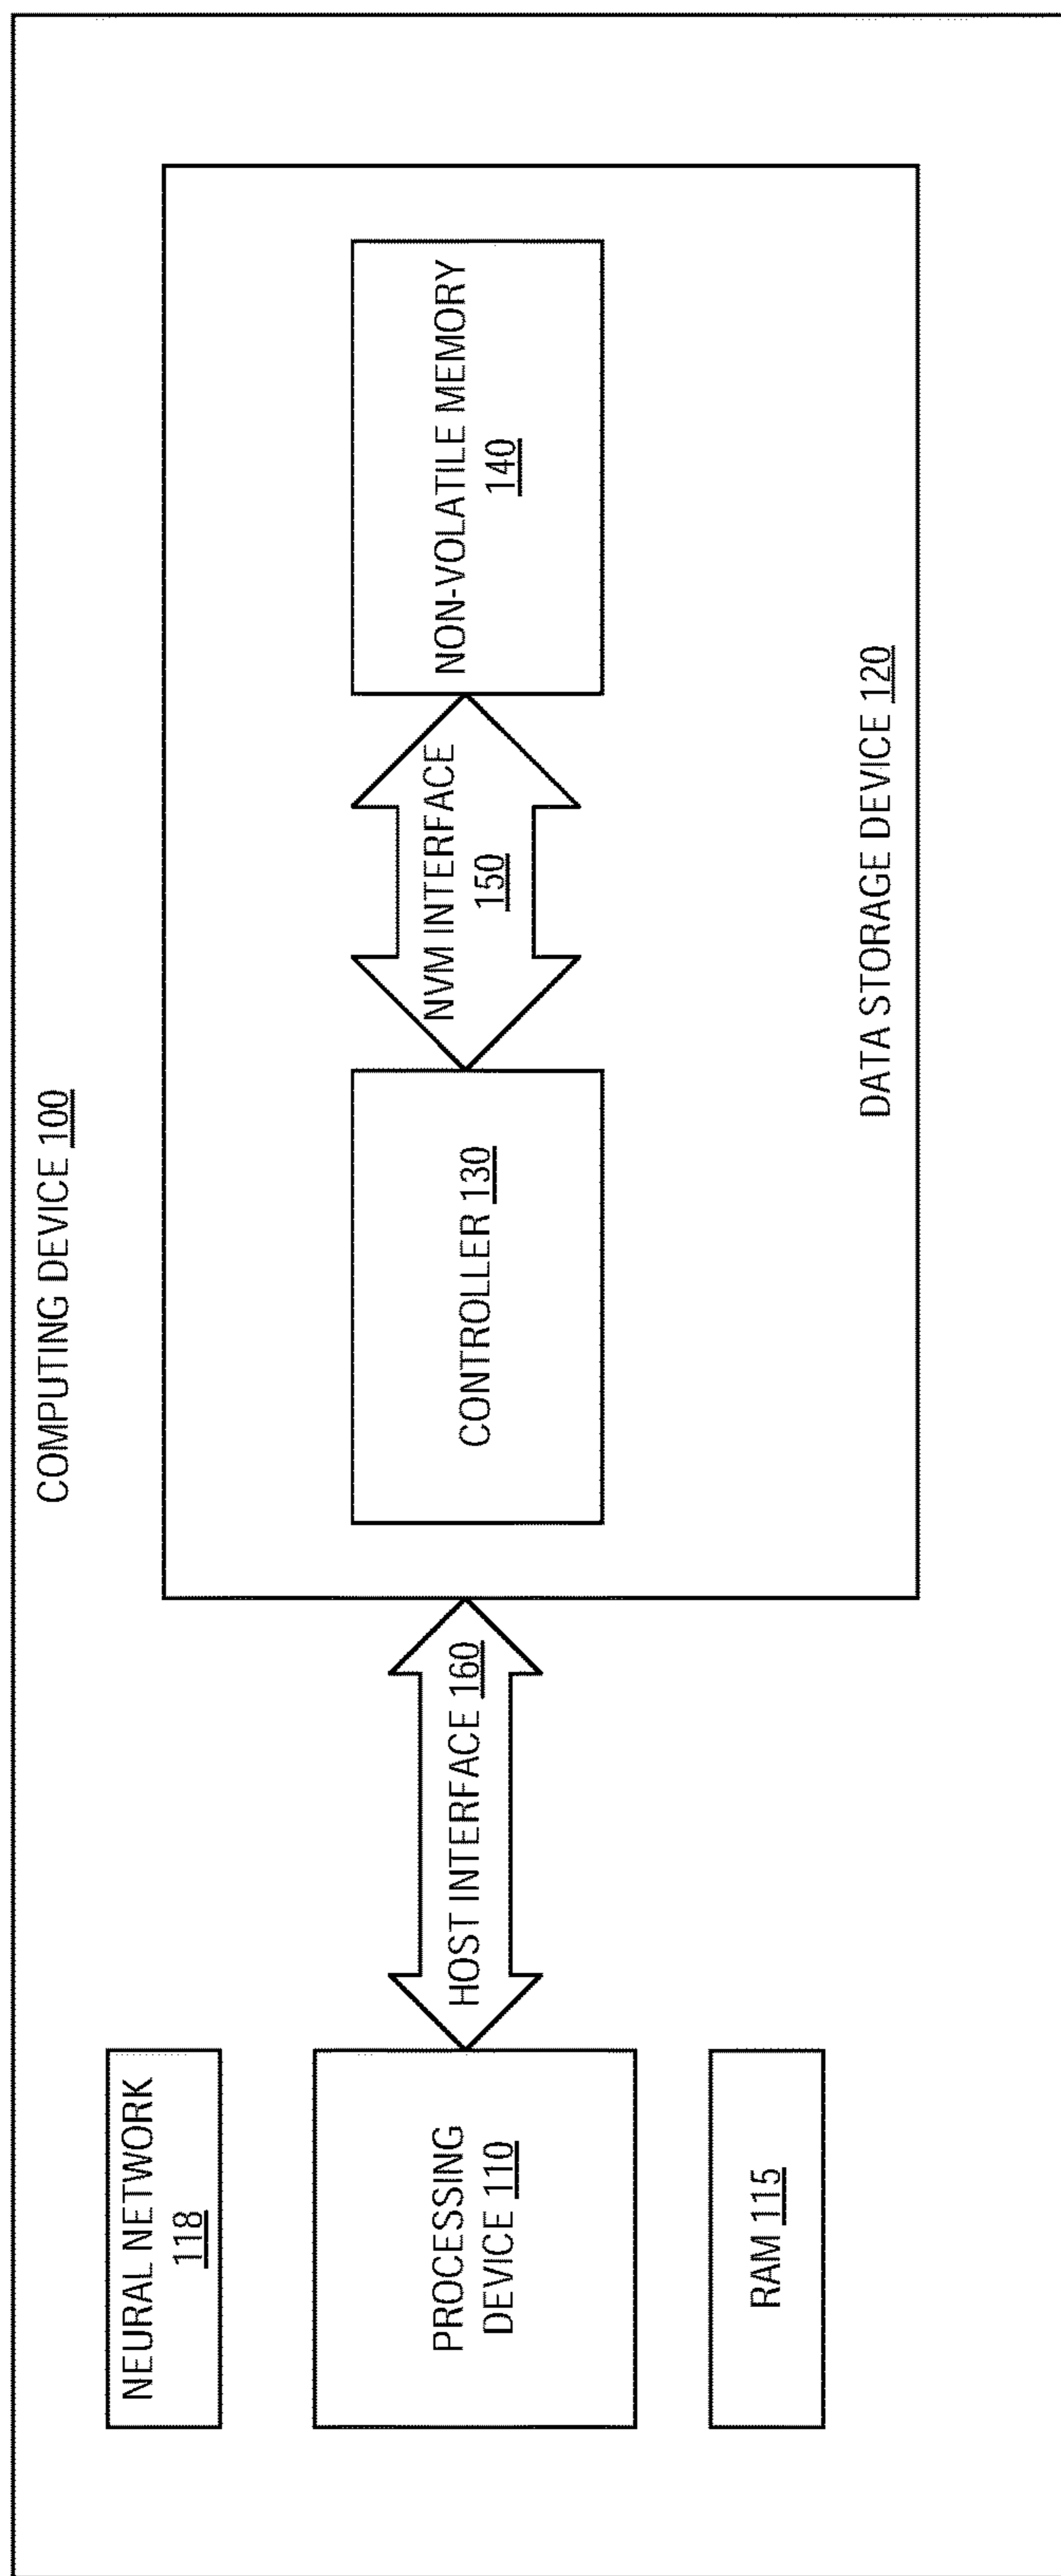 COMPUTING DEVICE 100
NEURAL NETWORK
118
PROCESSING
DEVICE 110
RAM 115
HOST INTERFACE 160
CONTROLLER 130
NVM INTERFACE
150
NON-VOLATILE MEMORY
140
DATA STORAGE DEVICE 120